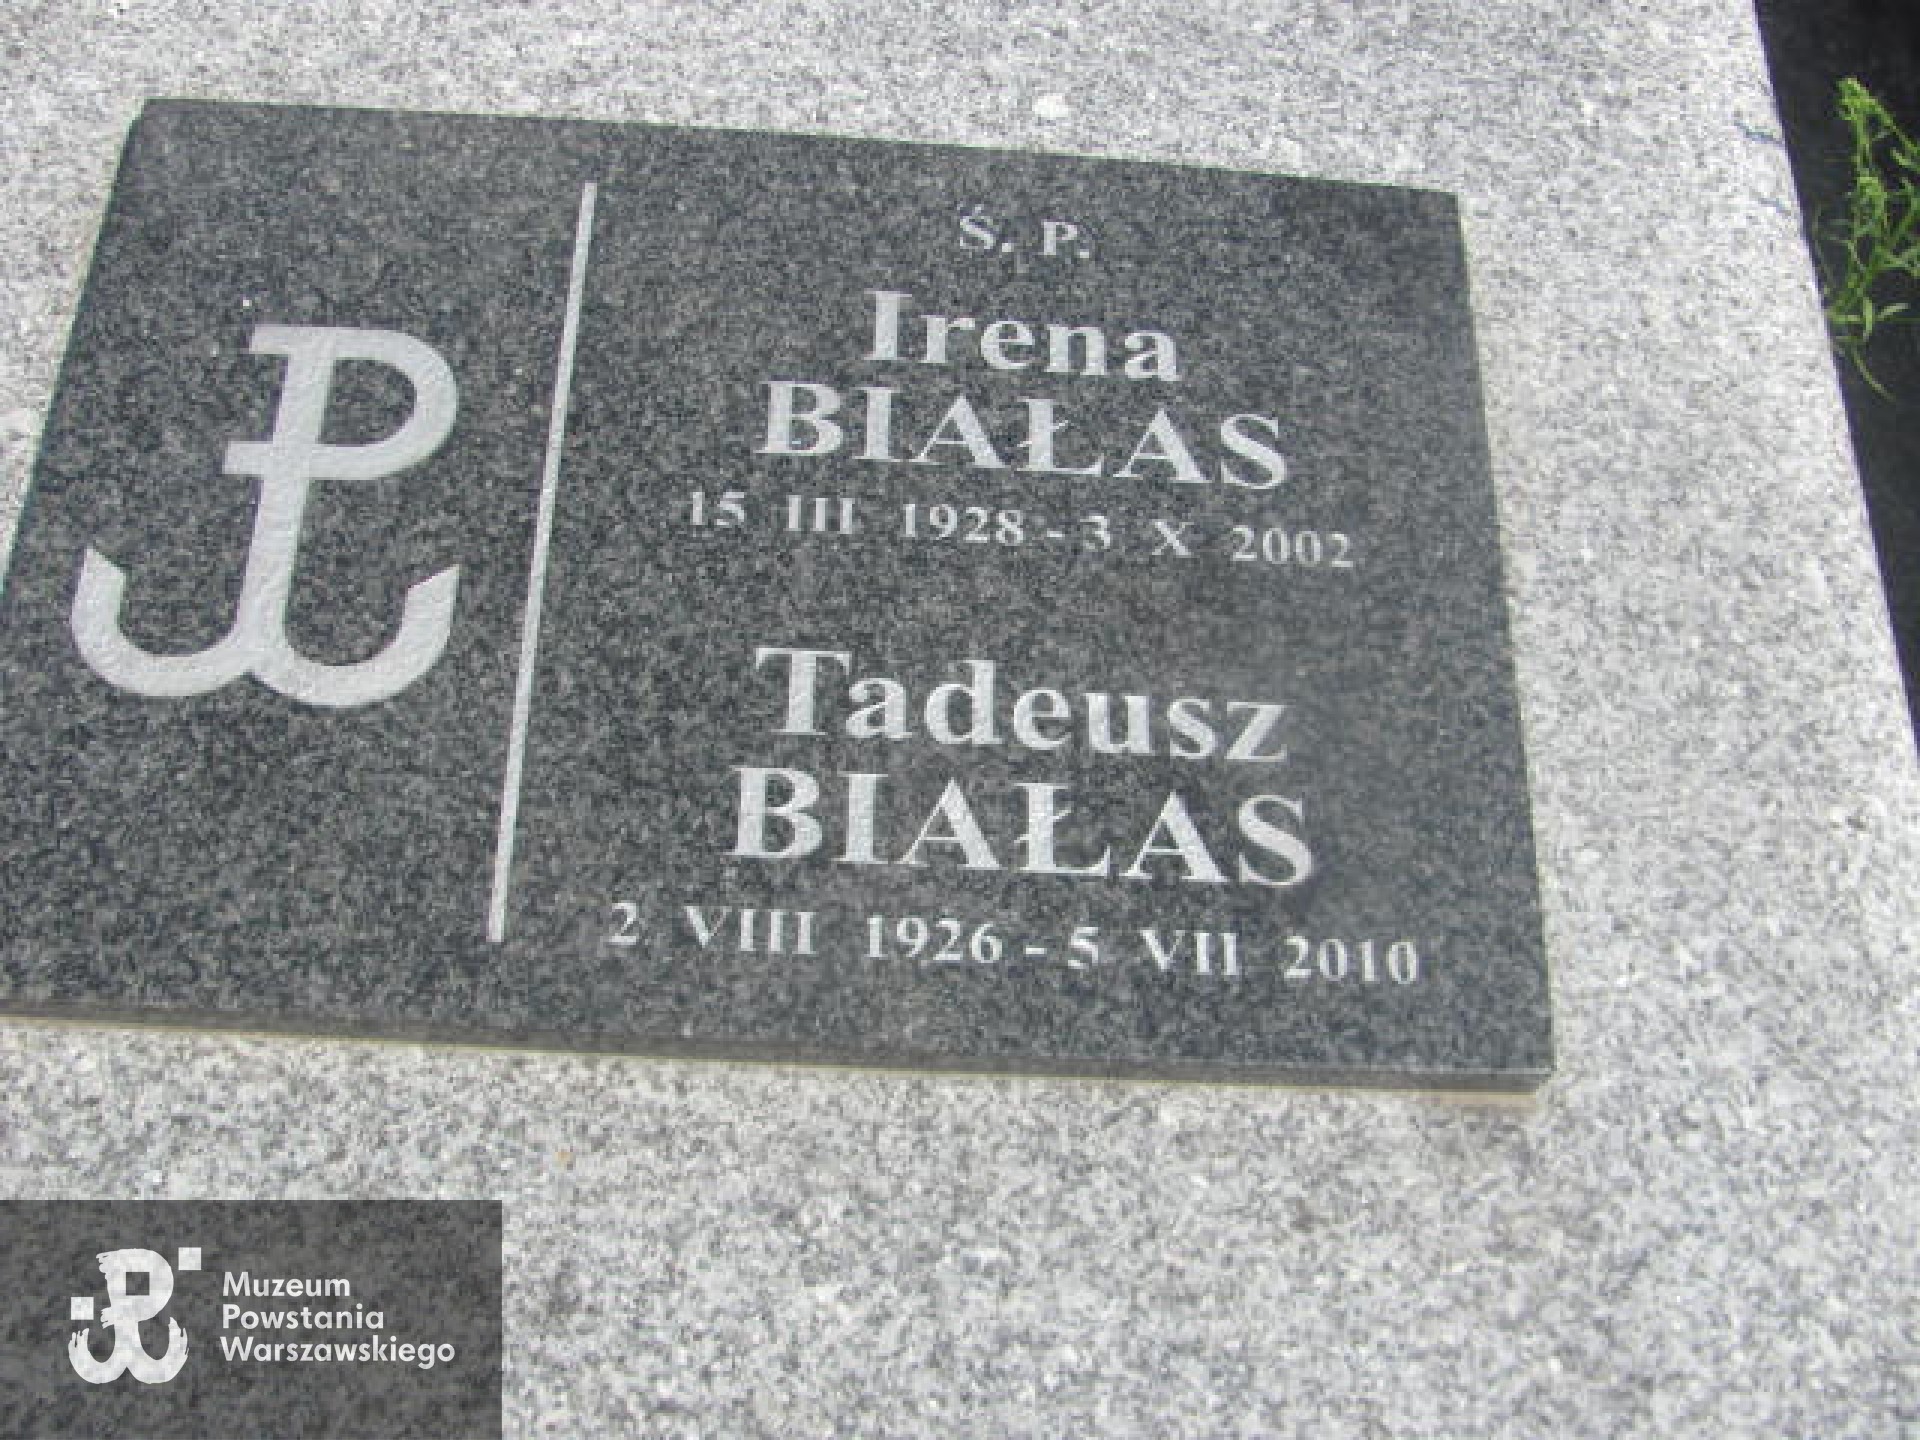 Ś. P.
Irena
BIAŁAS
15 III 1928 - 3 X 2002
Tadeusz
BIAŁAS
2 VIII 1926 - 5 VII 2010
Muzeum
Powstania
Warszawskiego